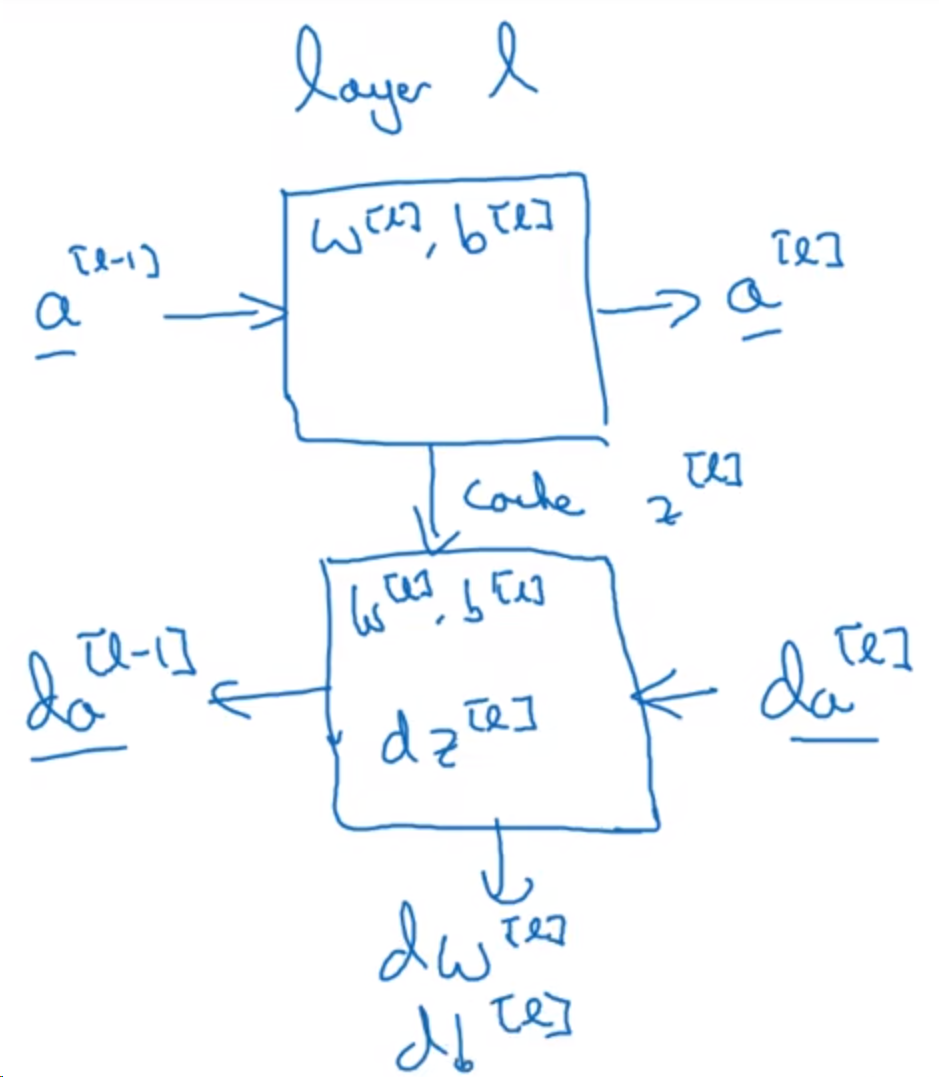 layer l
w^[l], b^[l]
a^[l-1]
a^[l]
cache z^[l]
w^[l], b^[l]
da^[l-1]
dz^[l]
da^[l]
dw^[l]
db^[l]